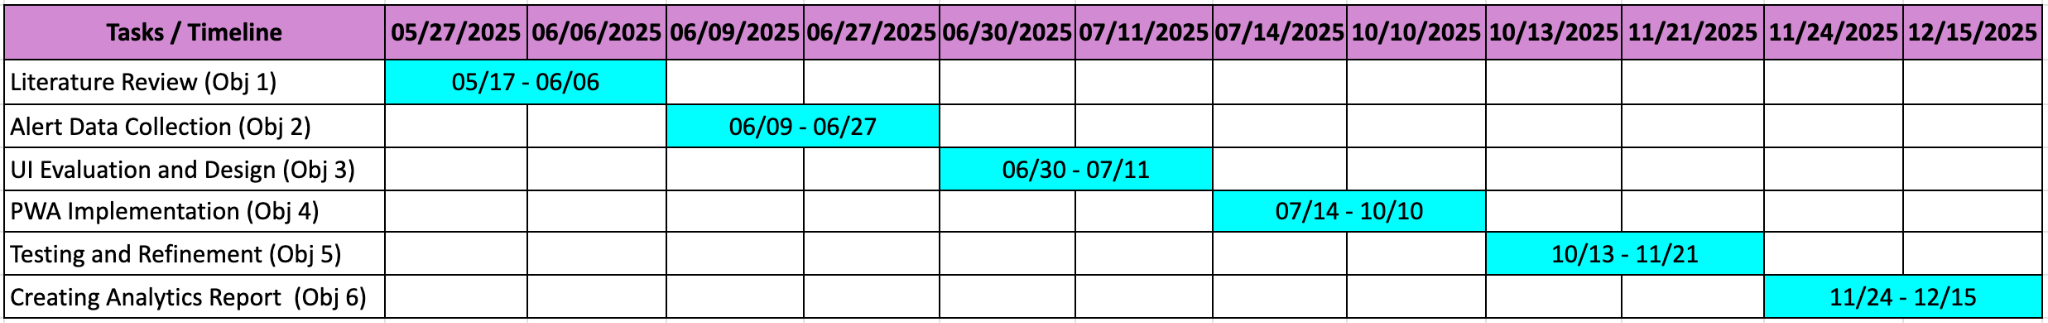 Tasks / Timeline 05/27/2025 06/06/2025 06/09/2025 06/27/2025 06/30/2025 07/11/2025 07/14/2025 10/10/2025 10/13/2025 11/21/2025 11/24/2025 12/15/2025
Literature Review (Obj 1) 05/17 - 06/06
Alert Data Collection (Obj 2) 06/09 - 06/27
UI Evaluation and Design (Obj 3) 06/30 - 07/11
PWA Implementation (Obj 4) 07/14 - 10/10
Testing and Refinement (Obj 5) 10/13 - 11/21
Creating Analytics Report (Obj 6) 11/24 - 12/15